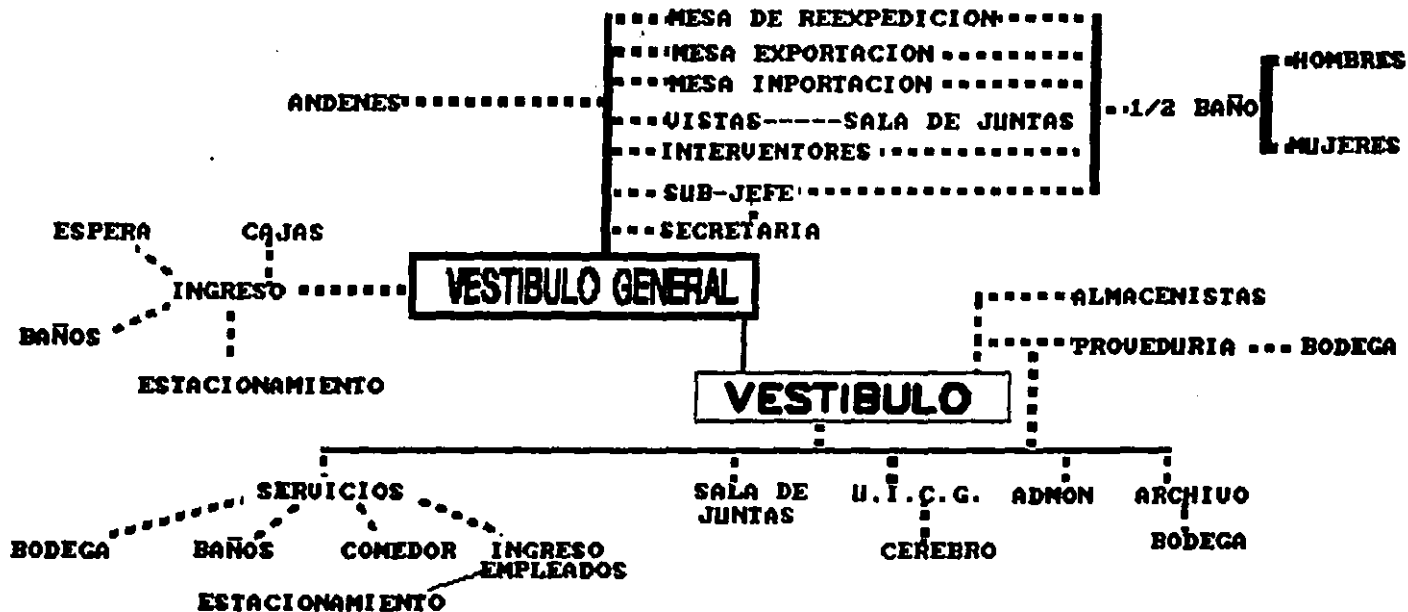 MESA DE REEXPEDICION
MESA EXPORTACION
HOMBRES
MESA INPORTACION
ANDENES
1/2 BAÑO
VISTAS-----SALA DE JUNTAS
INTERVENTORES
MUJERES
SUB-JEFE
SECRETARIA
ESPERA
CAJAS
INGRESO
VESTIBULO GENERAL
ALMACENISTAS
BAÑOS
PROVEDURIA
BODEGA
ESTACIONAMIENTO
VESTIBULO
SERVICIOS
SALA DE
JUNTAS
U.I.C.G.
ADMON
ARCHIVO
BODEGA
BAÑOS
COMEDOR
INGRESO
EMPLEADOS
CEREBRO
BODEGA
ESTACIONAMIENTO